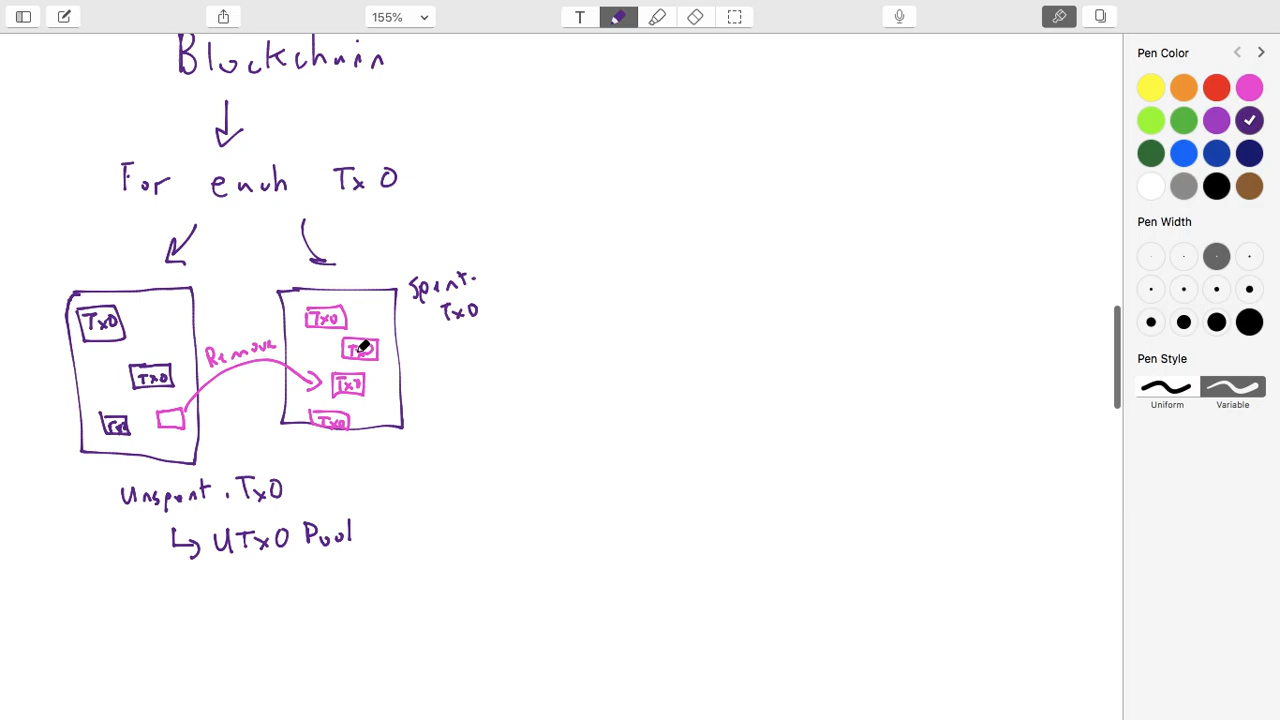 155%
T
Blockchain
For each Tx O
Spent.
TxO
TxO
TxO
TxO
Remove
TxO
TxO
TxO
Unspent . TxO
UTxO Pool
Pen Color
Pen Width
Pen Style
Uniform
Variable